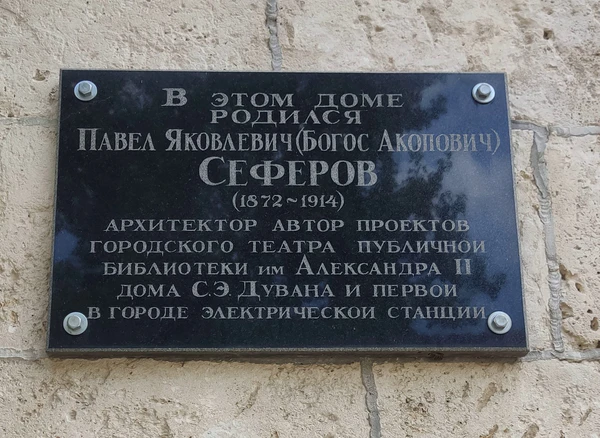 В ЭТОМ ДОМЕ
РОДИЛСЯ
ПАВЕЛ ЯКОВЛЕВИЧ (БОГОС АКОПОВИЧ)
СЕФЕРОВ
(1872~1914)
АРХИТЕКТОР АВТОР ПРОЕКТОВ
ГОРОДСКОГО ТЕАТРА ПУБЛИЧНОЙ
БИБЛИОТЕКИ ИМ АЛЕКСАНДРА II
ДОМА С.Э. ДУВАНА И ПЕРВОЙ
В ГОРОДЕ ЭЛЕКТРИЧЕСКОЙ СТАНЦИИ